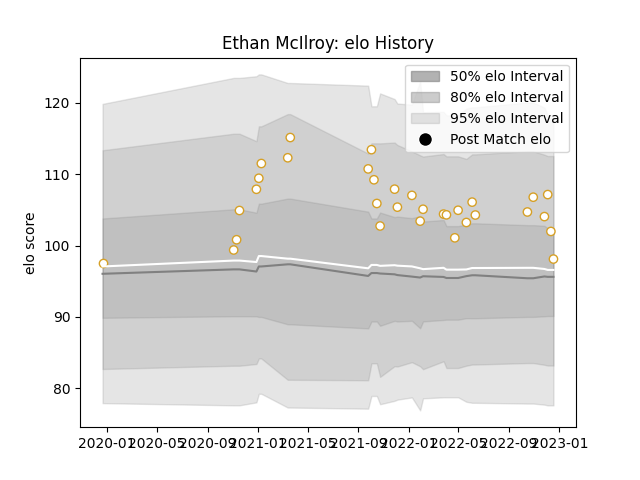 Ethan McIlroy: elo History
50% elo Interval
80% elo Interval
95% elo Interval
Post Match elo
elo score
120
110
100
90
80
2020-01 2020-05 2020-09 2021-01 2021-05 2021-09 2022-01 2022-05 2022-09 2023-01